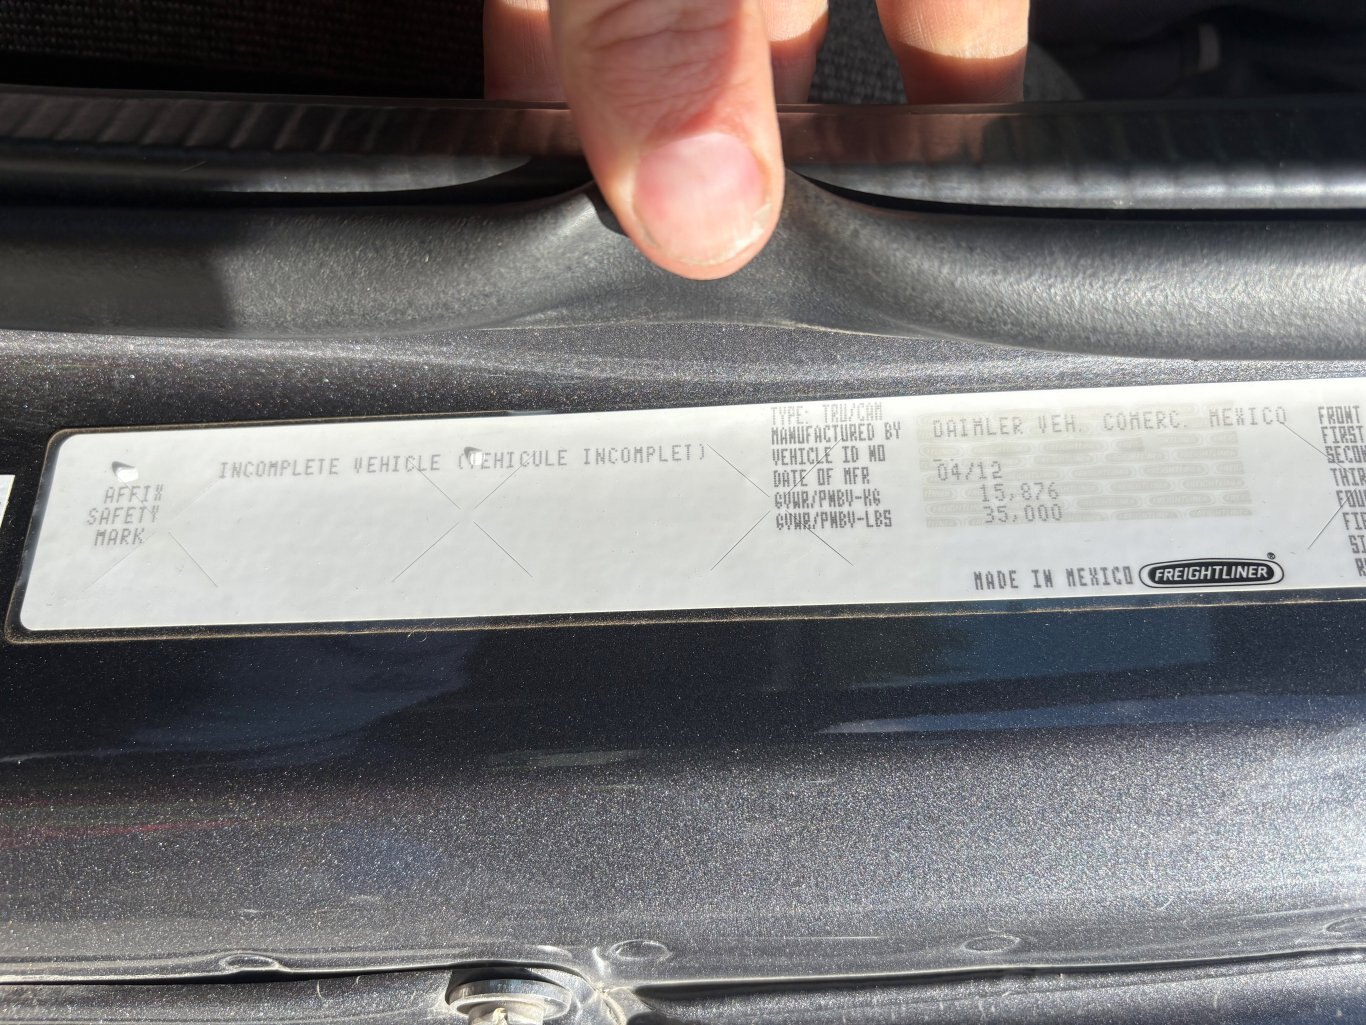 INCOMPLETE VEHICLE (VEHICULE INCOMPLET)
AFFIX
SAFETY
MARK
TYPE: TRU/CAM
MANUFACTURED BY DAIMLER VEH. COMERC. MEXICO
VEHICLE ID NO
DATE OF MFR 04/12
GVWR/PNBV-KG 15,876
GVWR/PNBV-LBS 35,000
MADE IN MEXICO FREIGHTLINER®
FRONT
FIRST